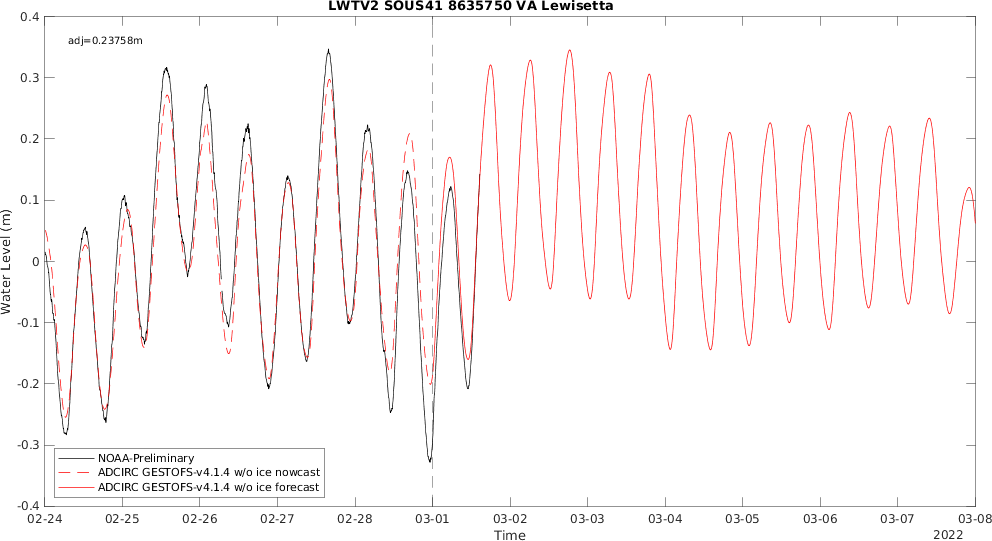 LWTV2 SOUS41 8635750 VA Lewisetta
adj=0.23758m
0.4
0.3
0.2
0.1
0
-0.1
-0.2
-0.3
-0.4
Water Level (m)
NOAA-Preliminary
ADCIRC GESTOFS-v4.1.4 w/o ice nowcast
ADCIRC GESTOFS-v4.1.4 w/o ice forecast
02-24 02-25 02-26 02-27 02-28 03-01 03-02 03-03 03-04 03-05 03-06 03-07 03-08
Time
2022